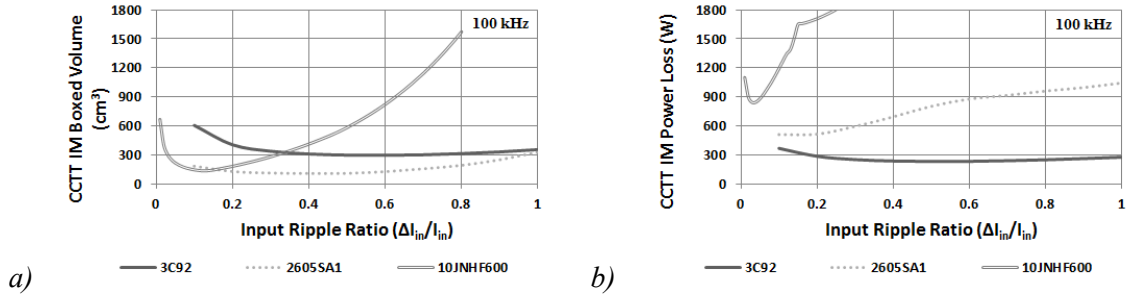 1800
1500
1200
900
600
300
0
CCTT IM Boxed Volume
(cm³)
100 kHz
0 0.2 0.4 0.6 0.8 1
Input Ripple Ratio (ΔIin/Iin)
3C92 2605SA1 10JNHF600
a)
1800
1500
1200
900
600
300
0
CCTT IM Power Loss (W)
100 kHz
0 0.2 0.4 0.6 0.8 1
Input Ripple Ratio (ΔIin/Iin)
3C92 2605SA1 10JNHF600
b)